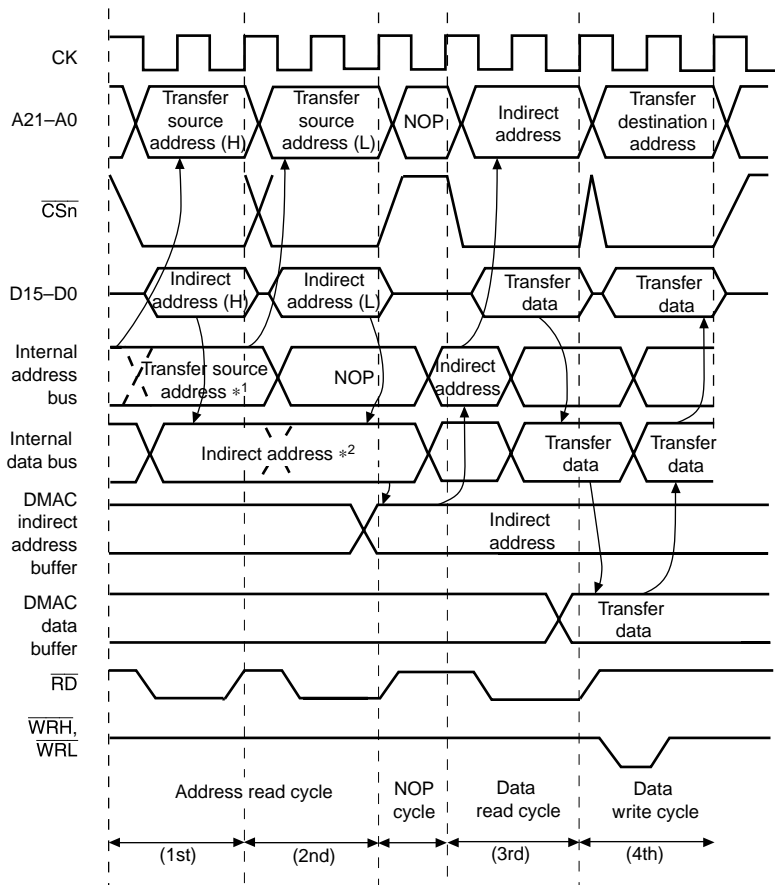 CK
A21–A0
Transfer
source
address (H)
Transfer
source
address (L)
NOP
Indirect
address
Transfer
destination
address
CSn
D15–D0
Indirect
address (H)
Indirect
address (L)
Transfer
data
Transfer
data
Internal
address
bus
Transfer source
address *1
NOP
Indirect
address
Internal
data bus
Indirect address *2
Transfer
data
Transfer
data
DMAC
indirect
address
buffer
Indirect
address
DMAC
data
buffer
Transfer
data
RD
WRH,
WRL
Address read cycle
NOP
cycle
Data
read cycle
Data
write cycle
(1st)
(2nd)
(3rd)
(4th)